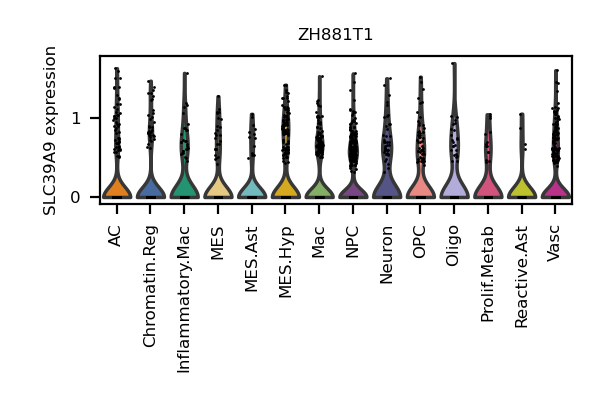 ZH881T1
SLC39A9 expression
1
0
AC
Chromatin.Reg
Inflammatory.Mac
MES
MES.Ast
MES.Hyp
Mac
NPC
Neuron
OPC
Oligo
Prolif.Metab
Reactive.Ast
Vasc